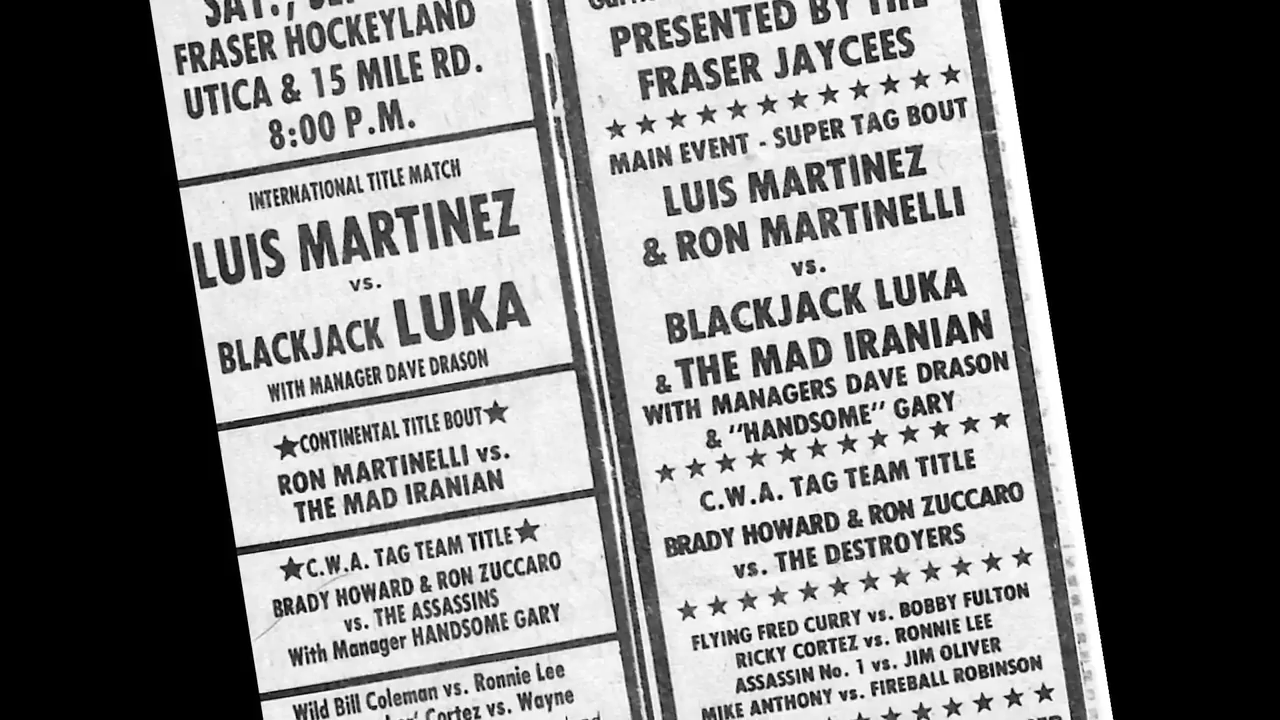 SAT.,
FRASER HOCKEYLAND
UTICA & 15 MILE RD.
8:00 P.M.
INTERNATIONAL TITLE MATCH
LUIS MARTINEZ
vs.
BLACKJACK LUKA
WITH MANAGER DAVE DRASON
★CONTINENTAL TITLE BOUT★
RON MARTINELLI vs.
THE MAD IRANIAN
★C.W.A. TAG TEAM TITLE★
BRADY HOWARD & RON ZUCCARO
vs. THE ASSASSINS
With Manager HANDSOME GARY
Wild Bill Coleman vs. Ronnie Lee
Cortez vs. Wayne
PRESENTED BY THE
FRASER JAYCEES
★ ★ ★ ★ ★ ★ ★ ★ ★ ★ ★ ★
MAIN EVENT - SUPER TAG BOUT
LUIS MARTINEZ
& RON MARTINELLI
vs.
BLACKJACK LUKA
& THE MAD IRANIAN
WITH MANAGERS DAVE DRASON
& "HANDSOME" GARY
★ ★ ★ ★ ★ ★ ★ ★ ★ ★ ★ ★
C.W.A. TAG TEAM TITLE
BRADY HOWARD & RON ZUCCARO
vs. THE DESTROYERS
★ ★ ★ ★ ★ ★ ★ ★ ★ ★ ★ ★
FLYING FRED CURRY vs. BOBBY FULTON
RICKY CORTEZ vs. RONNIE LEE
ASSASSIN No. 1 vs. JIM OLIVER
MIKE ANTHONY vs. FIREBALL ROBINSON